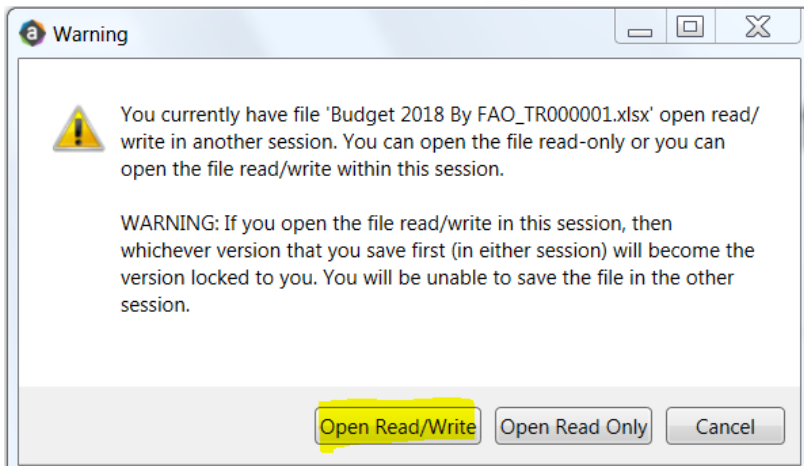 Warning
You currently have file 'Budget 2018 By FAO_TR000001.xlsx' open read/
write in another session. You can open the file read-only or you can
open the file read/write within this session.
WARNING: If you open the file read/write in this session, then
whichever version that you save first (in either session) will become the
version locked to you. You will be unable to save the file in the other
session.
Open Read/Write Open Read Only Cancel